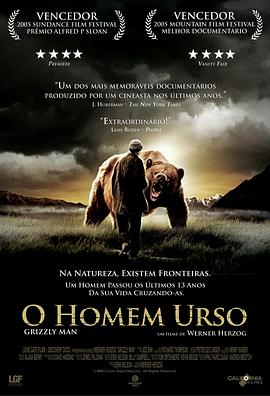 VENCEDOR
2005 SUNDANCE FILM FESTIVAL
PRÊMIO ALFRED P SLOAN
VENCEDOR
2005 MOUNTAIN FILM FESTIVAL
MELHOR DOCUMENTÁRIO
PREMIERE
VANITY FAIR
"UM DOS MAIS MEMORÁVEIS DOCUMENTÁRIOS
PRODUZIDO POR UM CINEASTA NOS ÚLTIMOS ANOS."
J. HOBERMAN - THE NEW YORK TIMES
"EXTRAORDINÁRIO!"
LEAH ROZEN - PEOPLE
NA NATUREZA, EXISTEM FRONTEIRAS.
UM HOMEM PASSOU OS ÚLTIMOS 13 ANOS
DA SUA VIDA CRUZANDO-AS.
O HOMEM URSO
GRIZZLY MAN
UM FILME DE WERNER HERZOG
LGF
CALIFÓRNIA
FILMES